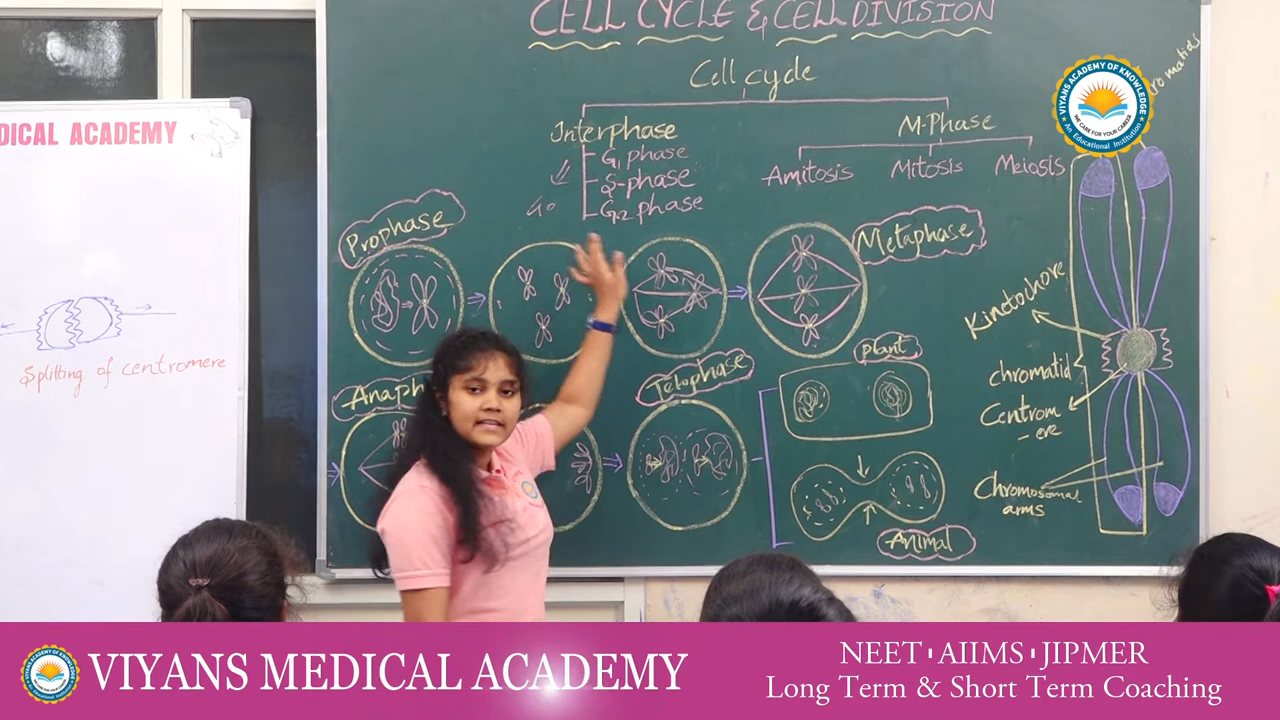 CELL CYCLE & CELL DIVISION
Cell cycle
Interphase
G1 phase
S-phase
G2 phase
M-Phase
Amitosis
Mitosis
Meiosis
Prophase
Metaphase
Anaph
Telophase
plant
Animal
Kinetochore
chromatid
Centrom
-ere
Chromosomal
arms
romatids
DICAL ACADEMY
Splitting of centromere
VIYANS ACADEMY OF KNOWLEDGE
WE CARE FOR YOUR CAREER
An Educational Institution
VIYANS MEDICAL ACADEMY
NEET AIIMS JIPMER
Long Term & Short Term Coaching